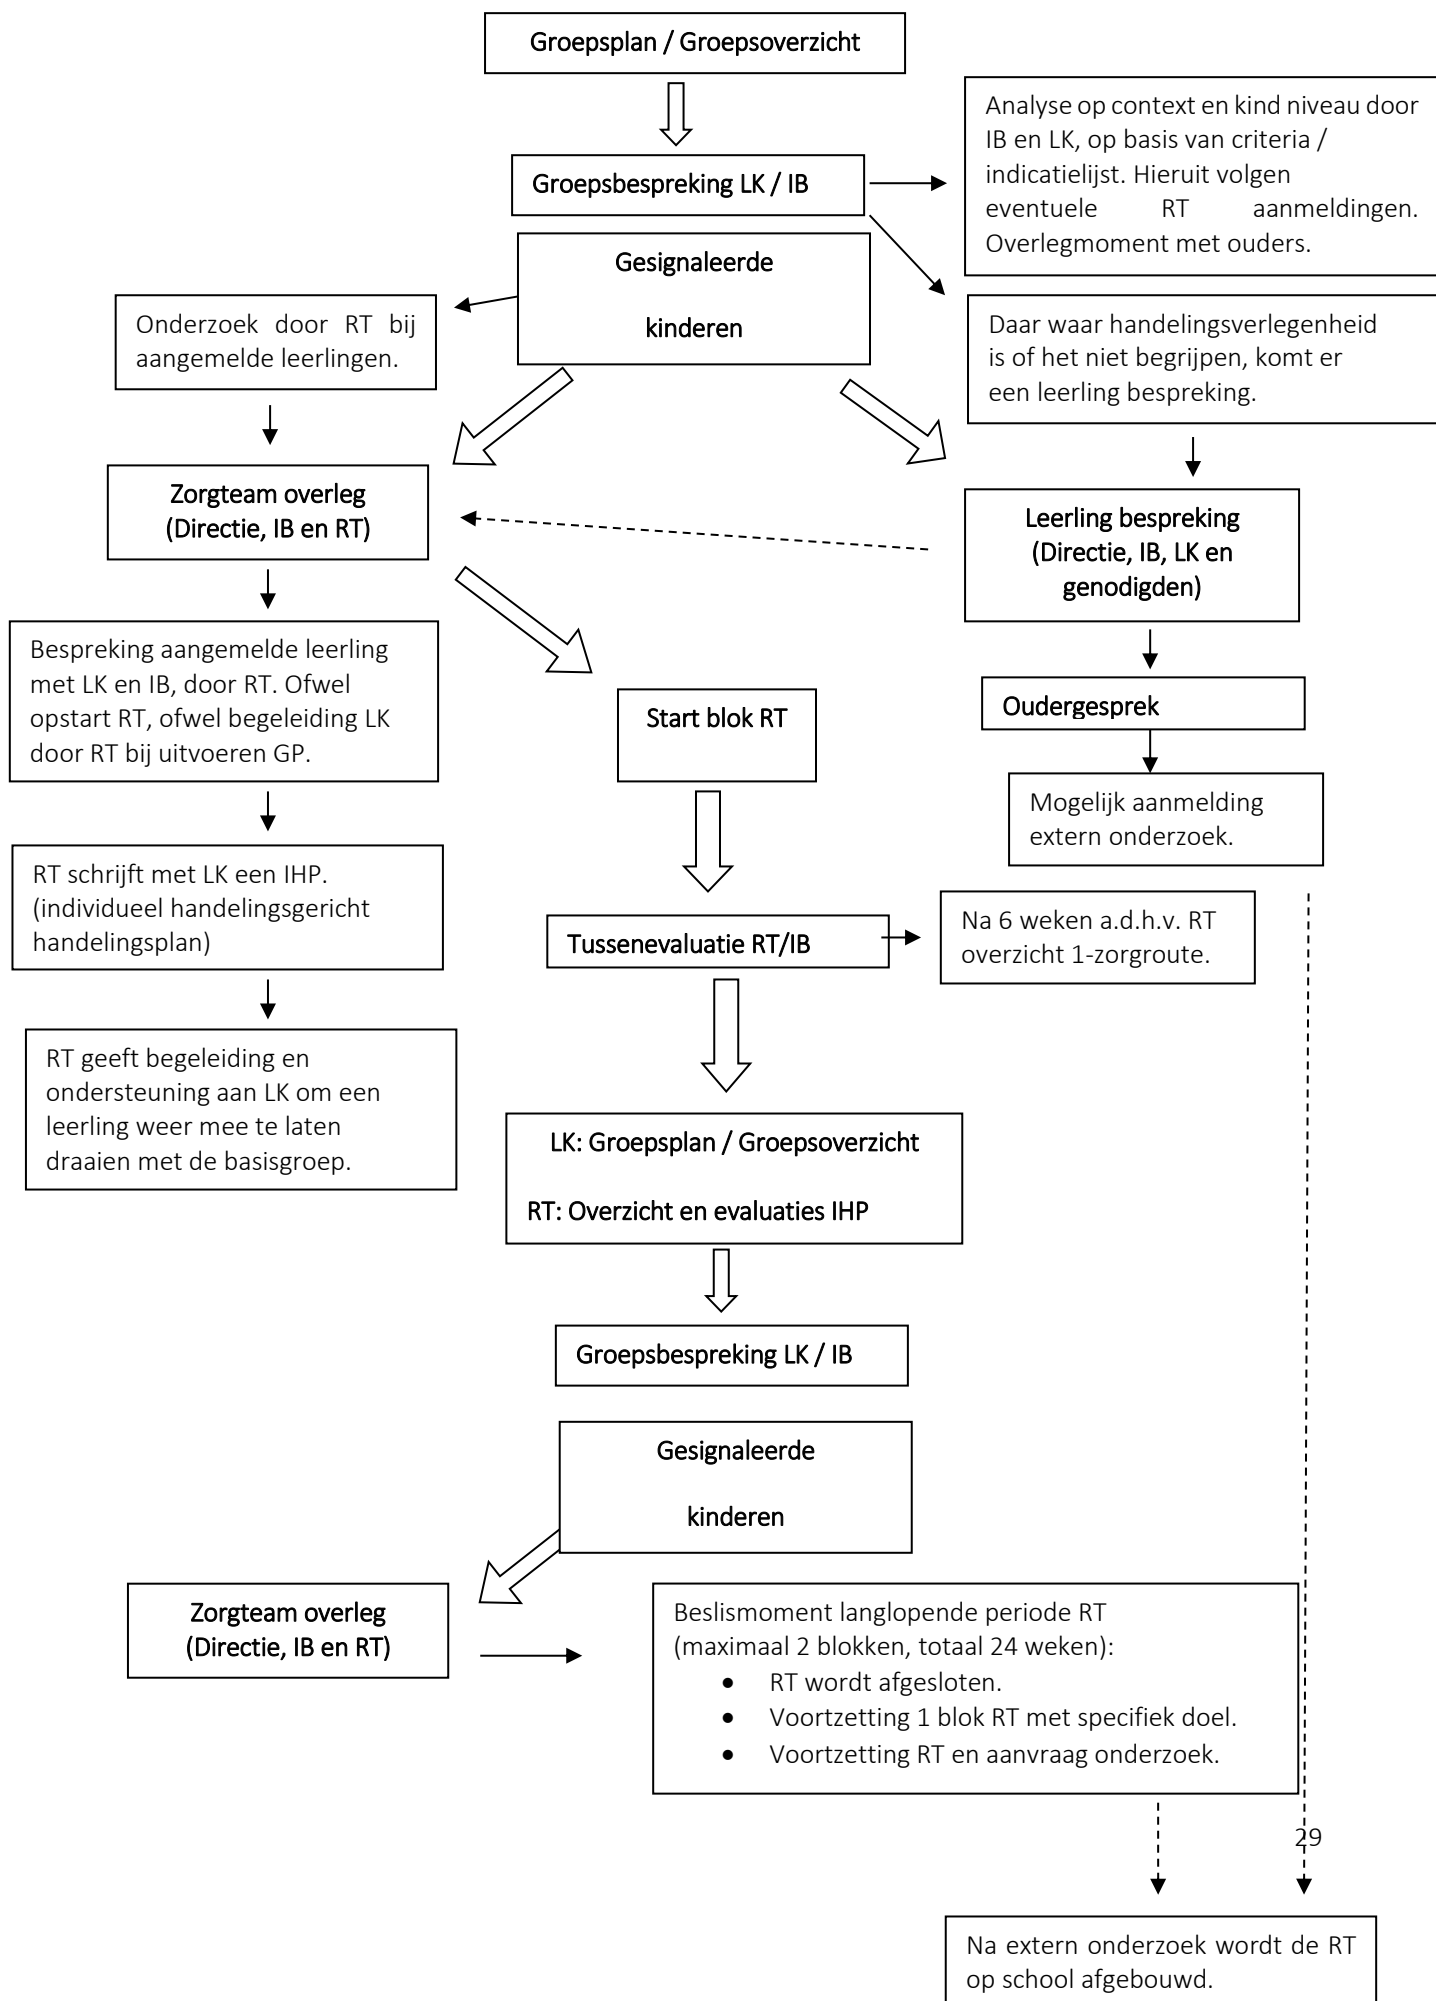 Groepsplan / Groepsoverzicht
Analyse op context en kind niveau door
IB en LK, op basis van criteria /
indicatielijst. Hieruit volgen
eventuele RT aanmeldingen.
Overlegmoment met ouders.
Groepsbespreking LK / IB
Gesignaleerde
kinderen
Onderzoek door RT bij
aangemelde leerlingen.
Daar waar handelingsverlegenheid
is of het niet begrijpen, komt er
een leerling bespreking.
Zorgteam overleg
(Directie, IB en RT)
Leerling bespreking
(Directie, IB, LK en
genodigden)
Bespreking aangemelde leerling
met LK en IB, door RT. Ofwel
opstart RT, ofwel begeleiding LK
door RT bij uitvoeren GP.
Start blok RT
Oudergesprek
Mogelijk aanmelding
extern onderzoek.
RT schrijft met LK een IHP.
(individueel handelingsgericht
handelingsplan)
Tussenevaluatie RT/IB
Na 6 weken a.d.h.v. RT
overzicht 1-zorgroute.
RT geeft begeleiding en
ondersteuning aan LK om een
leerling weer mee te laten
draaien met de basisgroep.
LK: Groepsplan / Groepsoverzicht
RT: Overzicht en evaluaties IHP
Groepsbespreking LK / IB
Gesignaleerde
kinderen
Zorgteam overleg
(Directie, IB en RT)
Beslismoment langlopende periode RT
(maximaal 2 blokken, totaal 24 weken):
• RT wordt afgesloten.
• Voortzetting 1 blok RT met specifiek doel.
• Voortzetting RT en aanvraag onderzoek.
29
Na extern onderzoek wordt de RT
op school afgebouwd.